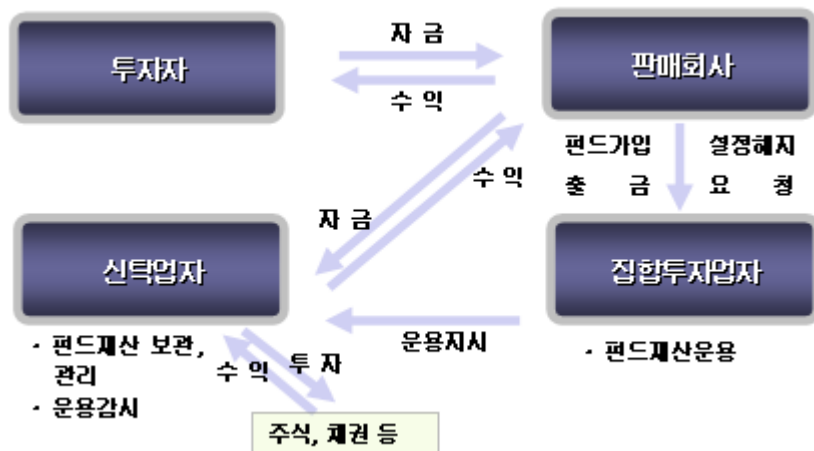 자 금
투자자
판매회사
수 익
펀드가입 설정해지
출 금 요 청
수 익
자 금
신탁업자
집합투자업자
운용지시
· 펀드재산 보관,
관리
· 운용감시
· 펀드재산운용
수 익
투 자
주식, 채권 등